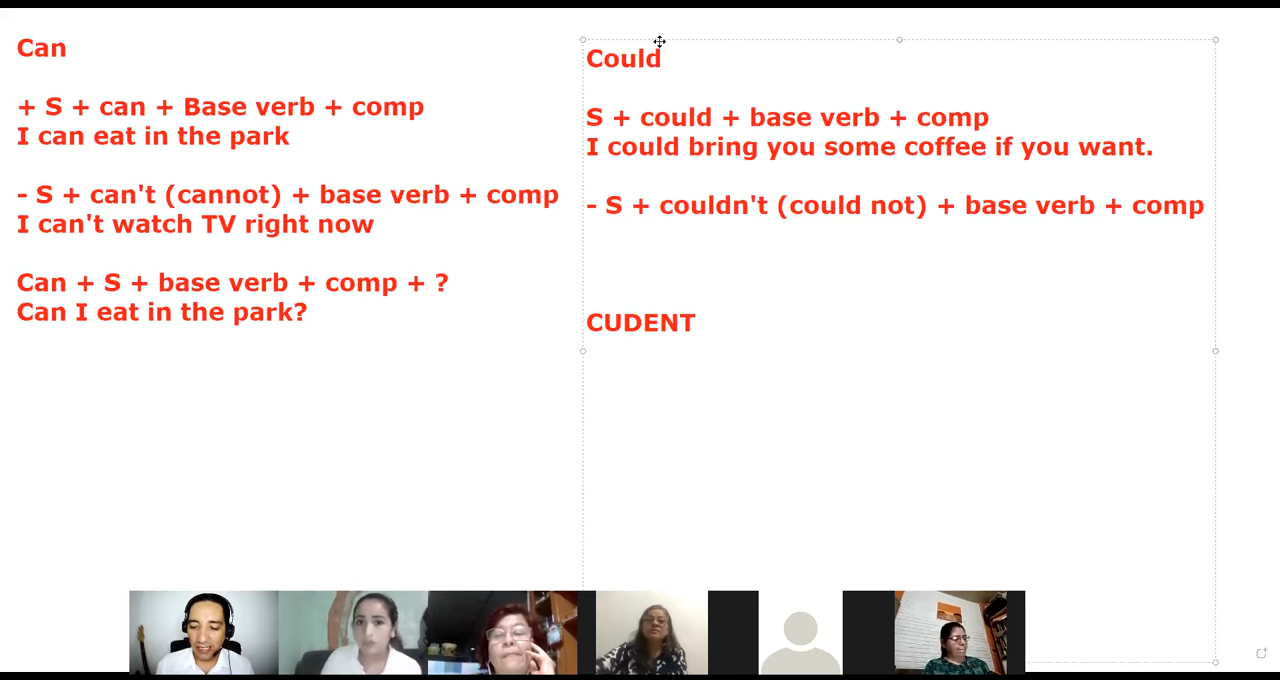 Can
+ S + can + Base verb + comp
I can eat in the park
- S + can't (cannot) + base verb + comp
I can't watch TV right now
Can + S + base verb + comp + ?
Can I eat in the park?
Could
S + could + base verb + comp
I could bring you some coffee if you want.
- S + couldn't (could not) + base verb + comp
CUDENT